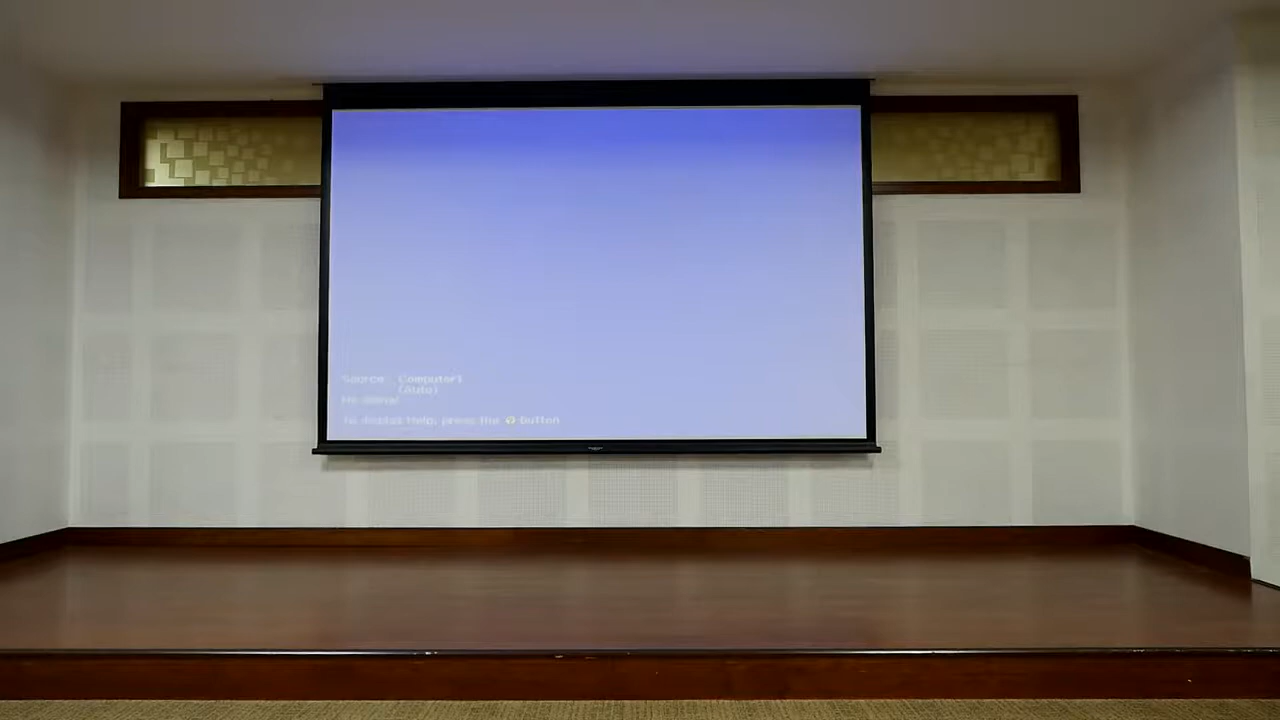 Source Computer1
(Auto)
No Signal
To display help, press the button